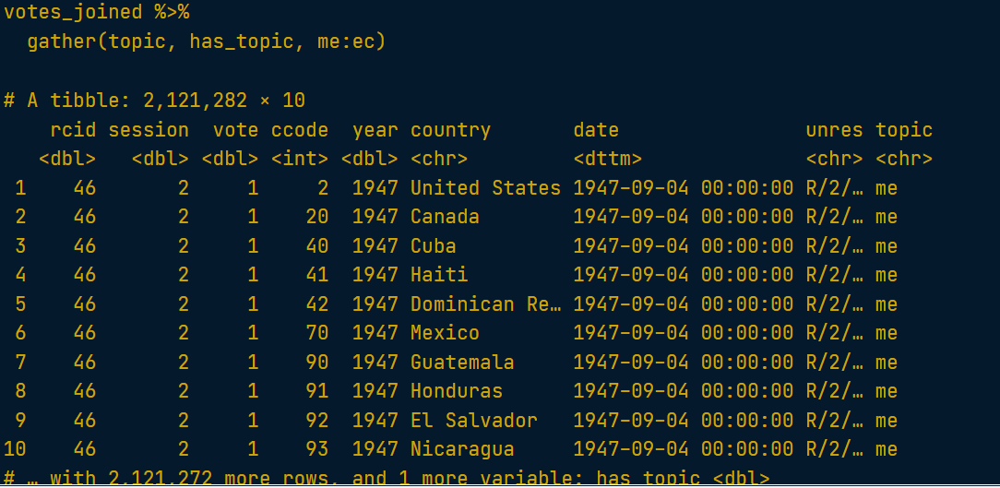 votes_joined %>%
  gather(topic, has_topic, me:ec)
# A tibble: 2,121,282 × 10
    rcid session  vote ccode  year country       date                unres topic
   <dbl>   <dbl> <dbl> <int> <dbl> <chr>         <dttm>              <chr> <chr>
 1    46       2     1     2  1947 United States 1947-09-04 00:00:00 R/2/… me
 2    46       2     1    20  1947 Canada        1947-09-04 00:00:00 R/2/… me
 3    46       2     1    40  1947 Cuba          1947-09-04 00:00:00 R/2/… me
 4    46       2     1    41  1947 Haiti         1947-09-04 00:00:00 R/2/… me
 5    46       2     1    42  1947 Dominican Re… 1947-09-04 00:00:00 R/2/… me
 6    46       2     1    70  1947 Mexico        1947-09-04 00:00:00 R/2/… me
 7    46       2     1    90  1947 Guatemala     1947-09-04 00:00:00 R/2/… me
 8    46       2     1    91  1947 Honduras      1947-09-04 00:00:00 R/2/… me
 9    46       2     1    92  1947 El Salvador   1947-09-04 00:00:00 R/2/… me
10    46       2     1    93  1947 Nicaragua     1947-09-04 00:00:00 R/2/… me
# … with 2,121,272 more rows, and 1 more variable: has_topic <dbl>